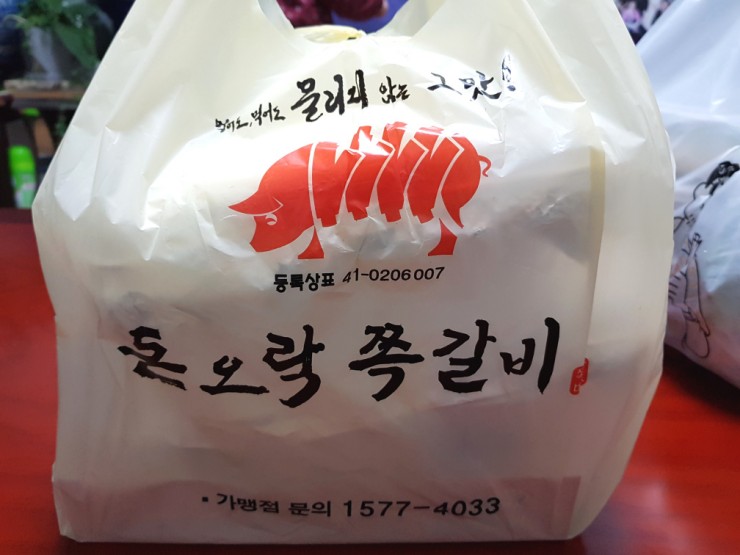 먹어도, 먹어도 물리지 않는 그 맛!
등록상표 41-0206007
돈오락 쪽갈비
▪ 가맹점 문의 1577-4033